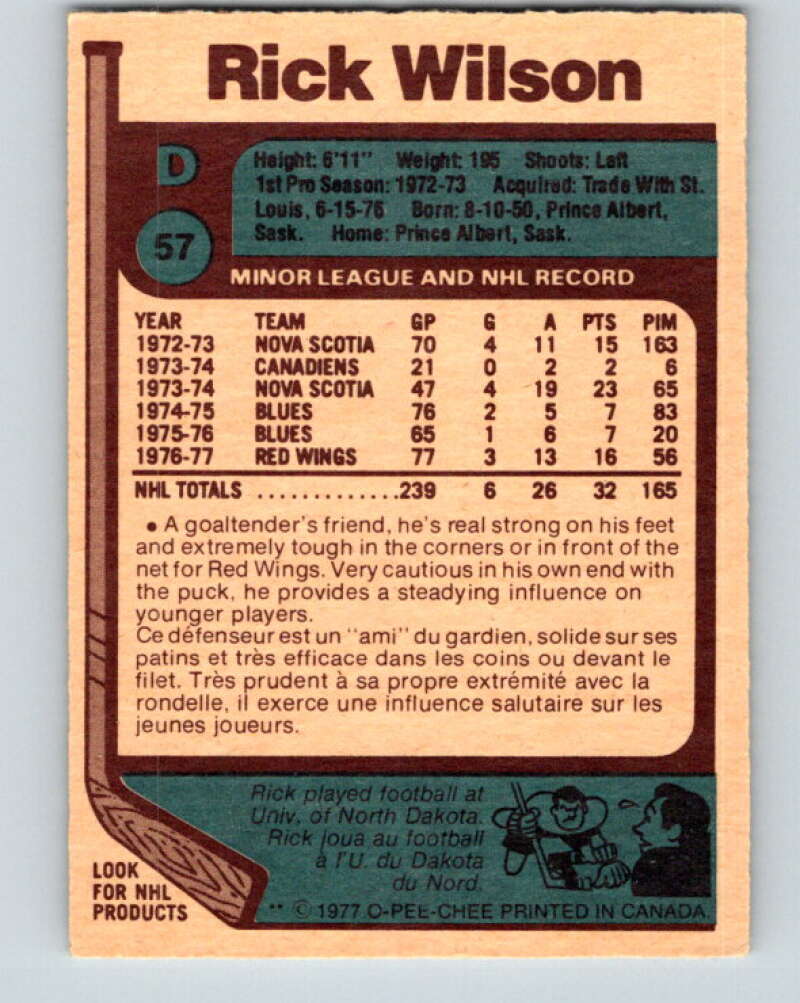 Rick Wilson
D
Height: 6'11" Weight: 195 Shoots: Left
1st Pro Season: 1972-73 Acquired: Trade With St.
Louis, 6-15-76 Born: 8-10-50, Prince Albert,
Sask. Home: Prince Albert, Sask.
57
MINOR LEAGUE AND NHL RECORD
YEAR TEAM GP G A PTS PIM
1972-73 NOVA SCOTIA 70 4 11 15 163
1973-74 CANADIENS 21 0 2 2 6
1973-74 NOVA SCOTIA 47 4 19 23 65
1974-75 BLUES 76 2 5 7 83
1975-76 BLUES 65 1 6 7 20
1976-77 RED WINGS 77 3 13 16 56
NHL TOTALS .............239 6 26 32 165
• A goaltender's friend, he's real strong on his feet
and extremely tough in the corners or in front of the
net for Red Wings. Very cautious in his own end with
the puck, he provides a steadying influence on
younger players.
Ce défenseur est un "ami" du gardien, solide sur ses
patins et très efficace dans les coins ou devant le
filet. Très prudent à sa propre extrémité avec la
rondelle, il exerce une influence salutaire sur les
jeunes joueurs.
Rick played football at
Univ. of North Dakota.
Rick joua au football
à l'U. du Dakota
du Nord.
LOOK
FOR NHL
PRODUCTS
** © 1977 O-PEE-CHEE PRINTED IN CANADA